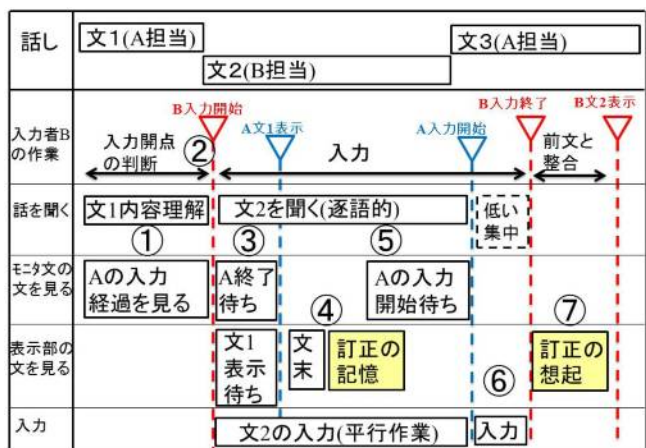 話し
文1(A担当)
文3(A担当)
文2(B担当)
B入力開始
B入力終了
B文2表示
A文1表示
A入力開始
入力者B
の作業
入力開点
の判断
②
入力
前文と
整合
話を聞く
文1内容理解
文2を聞く(逐語的)
低い
集中
①
③
⑤
モニタ文の
文を見る
Aの入力
経過を見る
A終了
待ち
Aの入力
開始待ち
④
⑦
表示部の
文を見る
文1
表示
待ち
文
末
訂正の
記憶
⑥
訂正の
想起
入力
文2の入力(平行作業)
入力